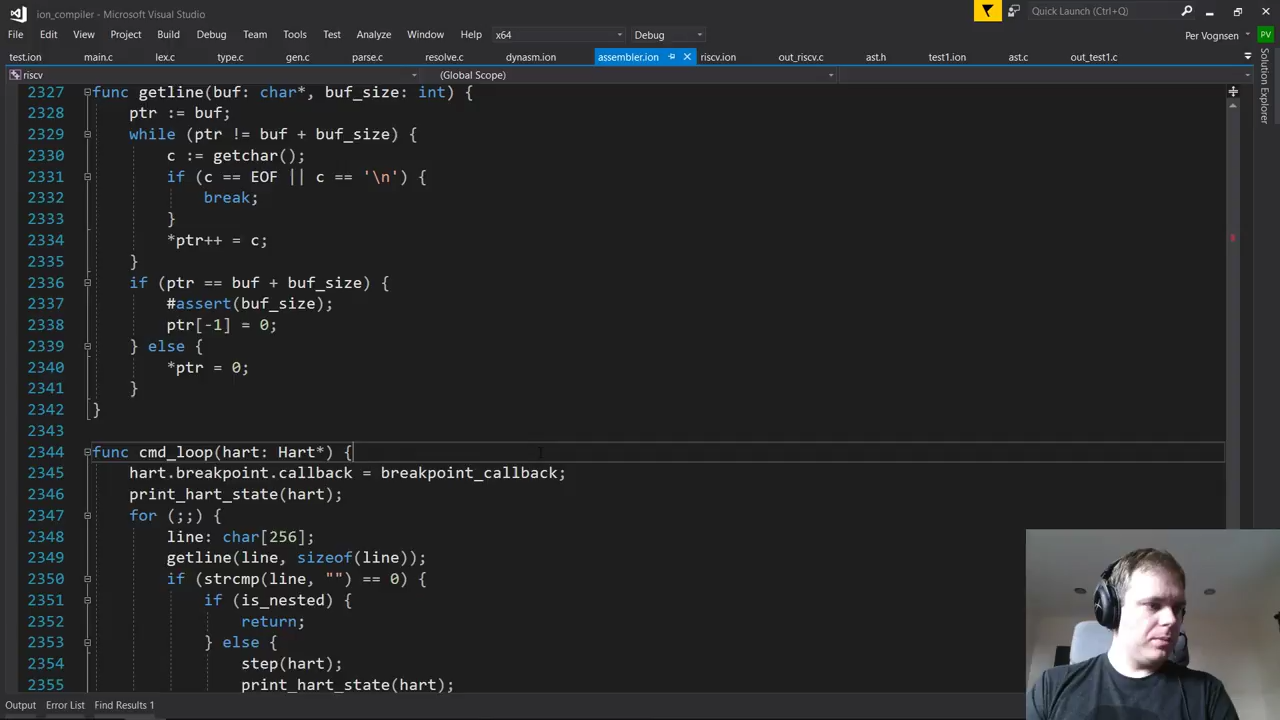 ion_compiler - Microsoft Visual Studio
Quick Launch (Ctrl+Q)
File Edit View Project Build Debug Team Tools Test Analyze Window Help x64 Debug
Per Vognsen PV
test.ion main.c lex.c type.c gen.c parse.c resolve.c dynasm.ion assembler.ion riscv.ion out_riscv.c ast.h test1.ion ast.c out_test1.c
riscv (Global Scope)
Solution Explorer
2327 func getline(buf: char*, buf_size: int) {
2328 ptr := buf;
2329 while (ptr != buf + buf_size) {
2330 c := getchar();
2331 if (c == EOF || c == '\n') {
2332 break;
2333 }
2334 *ptr++ = c;
2335 }
2336 if (ptr == buf + buf_size) {
2337 #assert(buf_size);
2338 ptr[-1] = 0;
2339 } else {
2340 *ptr = 0;
2341 }
2342 }
2343
2344 func cmd_loop(hart: Hart*) {
2345 hart.breakpoint.callback = breakpoint_callback;
2346 print_hart_state(hart);
2347 for (;;) {
2348 line: char[256];
2349 getline(line, sizeof(line));
2350 if (strcmp(line, "") == 0) {
2351 if (is_nested) {
2352 return;
2353 } else {
2354 step(hart);
2355 print_hart_state(hart);
Output Error List Find Results 1